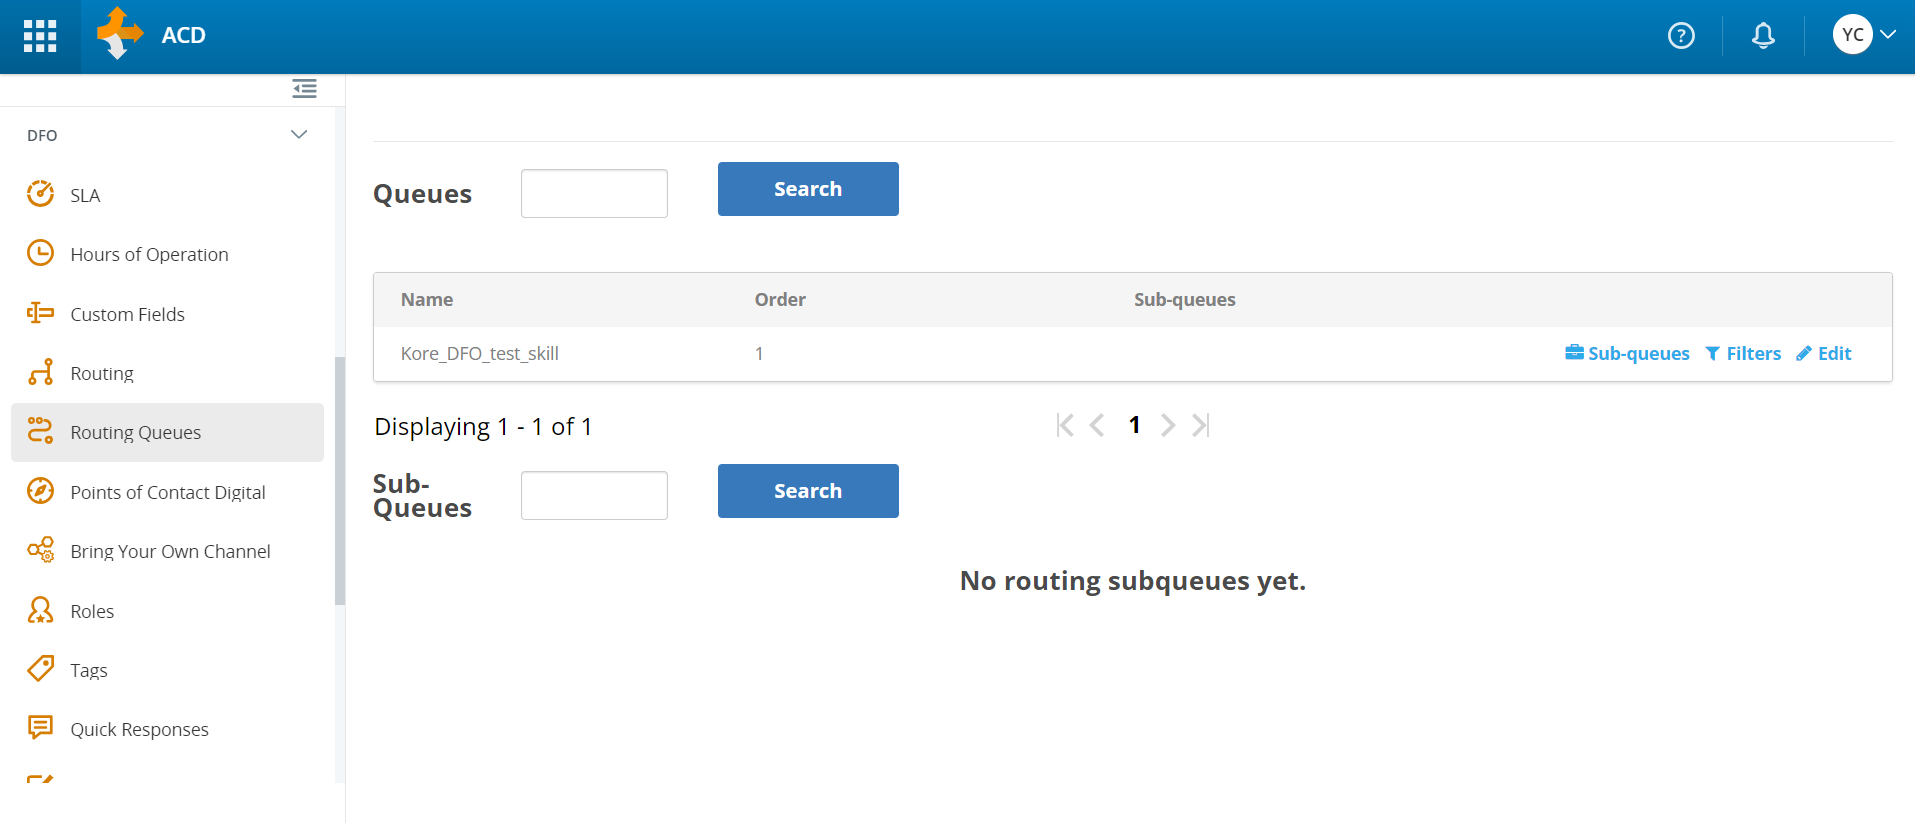 ACD
?
YC
DFO
SLA
Hours of Operation
Custom Fields
Routing
Routing Queues
Points of Contact Digital
Bring Your Own Channel
Roles
Tags
Quick Responses
Queues
Search
Name Order Sub-queues
Kore_DFO_test_skill 1 Sub-queues Filters Edit
Displaying 1 - 1 of 1
1
Sub-
Queues
Search
No routing subqueues yet.